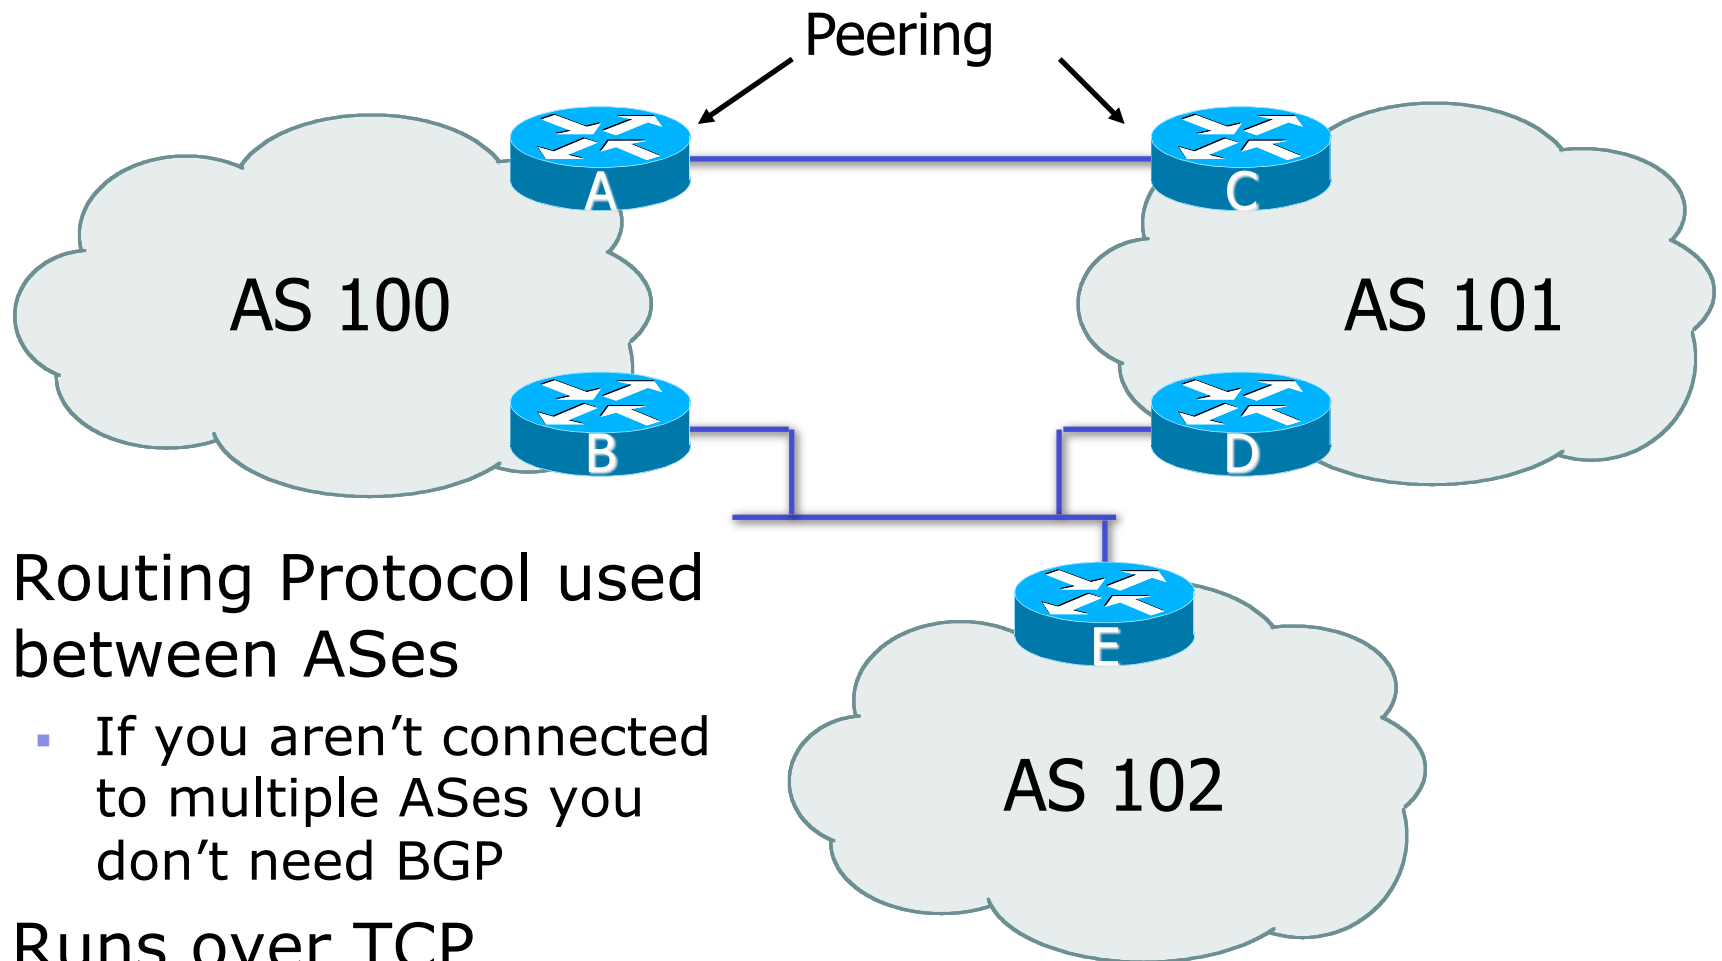 Peering
A
C
AS 100
AS 101
B
D
Routing Protocol used
between ASes
E
▪ If you aren’t connected
to multiple ASes you
don’t need BGP
AS 102
Runs over TCP